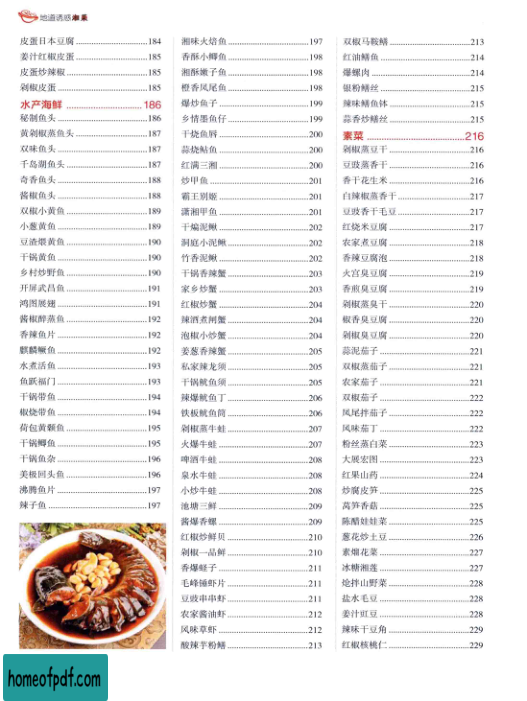 地道诱惑湘菜
皮蛋日本豆腐 184
姜汁红椒皮蛋 185
皮蛋炒辣椒 185
剁椒皮蛋 185
水产海鲜 186
秘制鱼头 186
黄剁椒蒸鱼头 187
双味鱼头 187
千岛湖鱼头 187
奇香鱼头 188
酱椒鱼头 188
双椒小黄鱼 189
小葱黄鱼 189
豆渣煨黄鱼 190
干锅黄鱼 190
乡村炒野鱼 190
开屏武昌鱼 191
鸿图展翅 191
酱椒醉蒸鱼 192
香辣鱼片 192
麒麟鳜鱼 192
水煮活鱼 193
鱼跃福门 193
干锅带鱼 194
椒烧带鱼 194
荷包黄颡鱼 195
干锅鲫鱼 195
干锅鱼杂 196
美极回头鱼 196
沸腾鱼片 197
辣子鱼 197
湘味火焙鱼 197
香酥小鲫鱼 198
湘酥嫩子鱼 198
橙香凤尾鱼 198
爆炒鱼子 199
乡情墨鱼仔 199
干烧鱼唇 200
蒜烧鲇鱼 200
红满三湘 200
炒甲鱼 201
霸王别姬 201
潇湘甲鱼 201
干煸泥鳅 202
洞庭小泥鳅 202
竹香泥鳅 202
干锅香辣蟹 203
家乡炒蟹 203
红椒炒蟹 204
辣酒煮闸蟹 204
泡椒小炒蟹 204
姜葱香辣蟹 205
私家辣龙须 205
干锅鱿鱼须 205
辣爆鱿鱼丁 206
铁板鱿鱼筒 206
剁椒蒸牛蛙 207
火爆牛蛙 207
啤酒牛蛙 208
泉水牛蛙 208
小炒牛蛙 208
池塘三鲜 209
酱爆香螺 209
红椒炒鲜贝 210
剁椒一品鲜 210
香爆蛏子 211
毛峰锤虾片 211
豆豉串串虾 211
农家酱油虾 212
风味草虾 212
酸辣芋粉鳝 213
双椒马鞍鳝 213
红油鳝鱼 214
爆螺肉 214
银粉鳝丝 215
辣味鳝鱼钵 215
蒜香炒鳝丝 215
素菜 216
剁椒蒸豆干 216
豆豉蒸香干 216
香干花生米 216
白辣椒蒸香干 217
豆豉香干毛豆 217
红烧米豆腐 217
农家煮豆腐 218
香辣豆腐泡 218
火宫臭豆腐 219
香煎臭豆腐 219
剁椒蒸臭干 220
椒香臭豆腐 220
剁椒臭豆腐 220
蒜泥茄子 221
双椒蒸茄子 221
农家茄子 221
双椒茄子 222
凤尾拌茄子 222
风味茄丁 222
粉丝蒸白菜 223
大展宏图 223
红果山药 224
炒腐皮笋 225
莴笋香菇 225
陈醋娃娃菜 225
葱花炒土豆 226
素烟花菜 227
冰糖湘莲 227
炝拌山野菜 228
盐水毛豆 228
姜汁豇豆 228
辣味干豆角 229
红椒核桃仁 229
homeofpdf.com